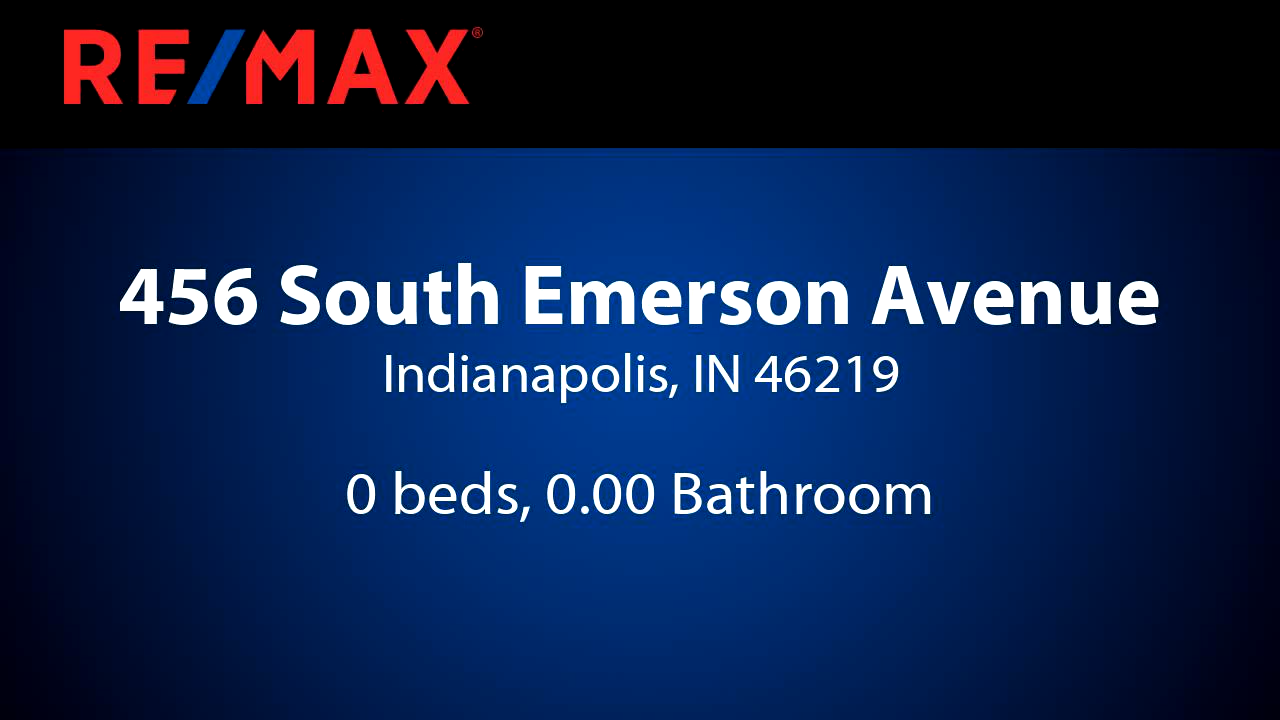 RE/MAX®
456 South Emerson Avenue
Indianapolis, IN 46219
0 beds, 0.00 Bathroom